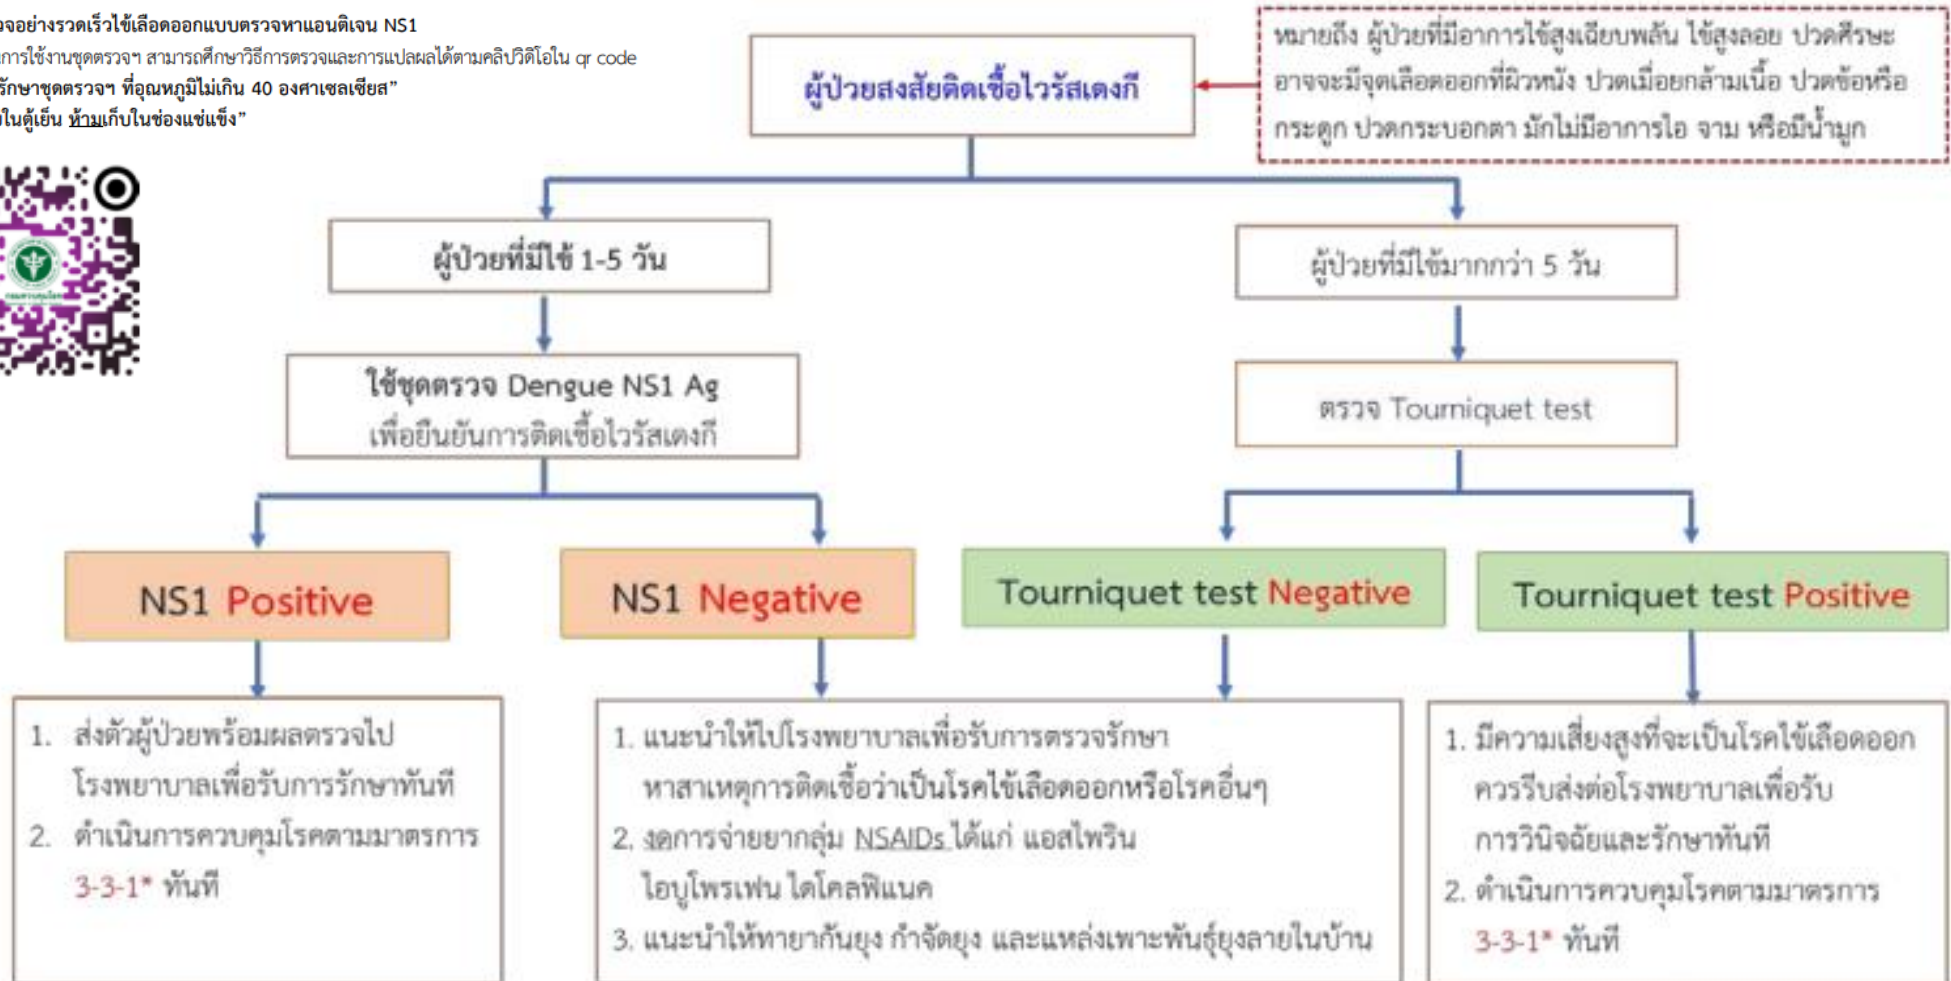 วจอย่างรวดเร็วไข้เลือดออกแบบตรวจหาแอนติเจน NS1
การใช้งานชุดตรวจฯ สามารถศึกษาวิธีการตรวจและการแปลผลได้ตามคลิปวิดีโอใน qr code
รักษาชุดตรวจฯ ที่อุณหภูมิไม่เกิน 40 องศาเซลเซียส”
ในตู้เย็น ห้ามเก็บในช่องแช่แข็ง”
ผู้ป่วยสงสัยติดเชื้อไวรัสเดงกี
หมายถึง ผู้ป่วยที่มีอาการไข้สูงเฉียบพลัน ไข้สูงลอย ปวดศีรษะ
อาจจะมีจุดเลือดออกที่ผิวหนัง ปวดเมื่อยกล้ามเนื้อ ปวดข้อหรือ
กระดูก ปวดกระบอกตา มักไม่มีอาการไอ จาม หรือมีน้ำมูก
ผู้ป่วยที่มีไข้ 1-5 วัน
ผู้ป่วยที่มีไข้มากกว่า 5 วัน
ใช้ชุดตรวจ Dengue NS1 Ag
เพื่อยืนยันการติดเชื้อไวรัสเดงกี
ตรวจ Tourniquet test
NS1 Positive
NS1 Negative
Tourniquet test Negative
Tourniquet test Positive
1. ส่งตัวผู้ป่วยพร้อมผลตรวจไป
โรงพยาบาลเพื่อรับการรักษาทันที
2. ดำเนินการควบคุมโรคตามมาตรการ
3-3-1* ทันที
1. แนะนำให้ไปโรงพยาบาลเพื่อรับการตรวจรักษา
หาสาเหตุการติดเชื้อว่าเป็นโรคไข้เลือดออกหรือโรคอื่นๆ
2. งดการจ่ายยากลุ่ม NSAIDs ได้แก่ แอสไพริน
ไอบูโพรเฟน ไดโคลฟิแนค
3. แนะนำให้ทายากันยุง กำจัดยุง และแหล่งเพาะพันธุ์ยุงลายในบ้าน
1. มีความเสี่ยงสูงที่จะเป็นโรคไข้เลือดออก
ควรรีบส่งต่อโรงพยาบาลเพื่อรับ
การวินิจฉัยและรักษาทันที
2. ดำเนินการควบคุมโรคตามมาตรการ
3-3-1* ทันที